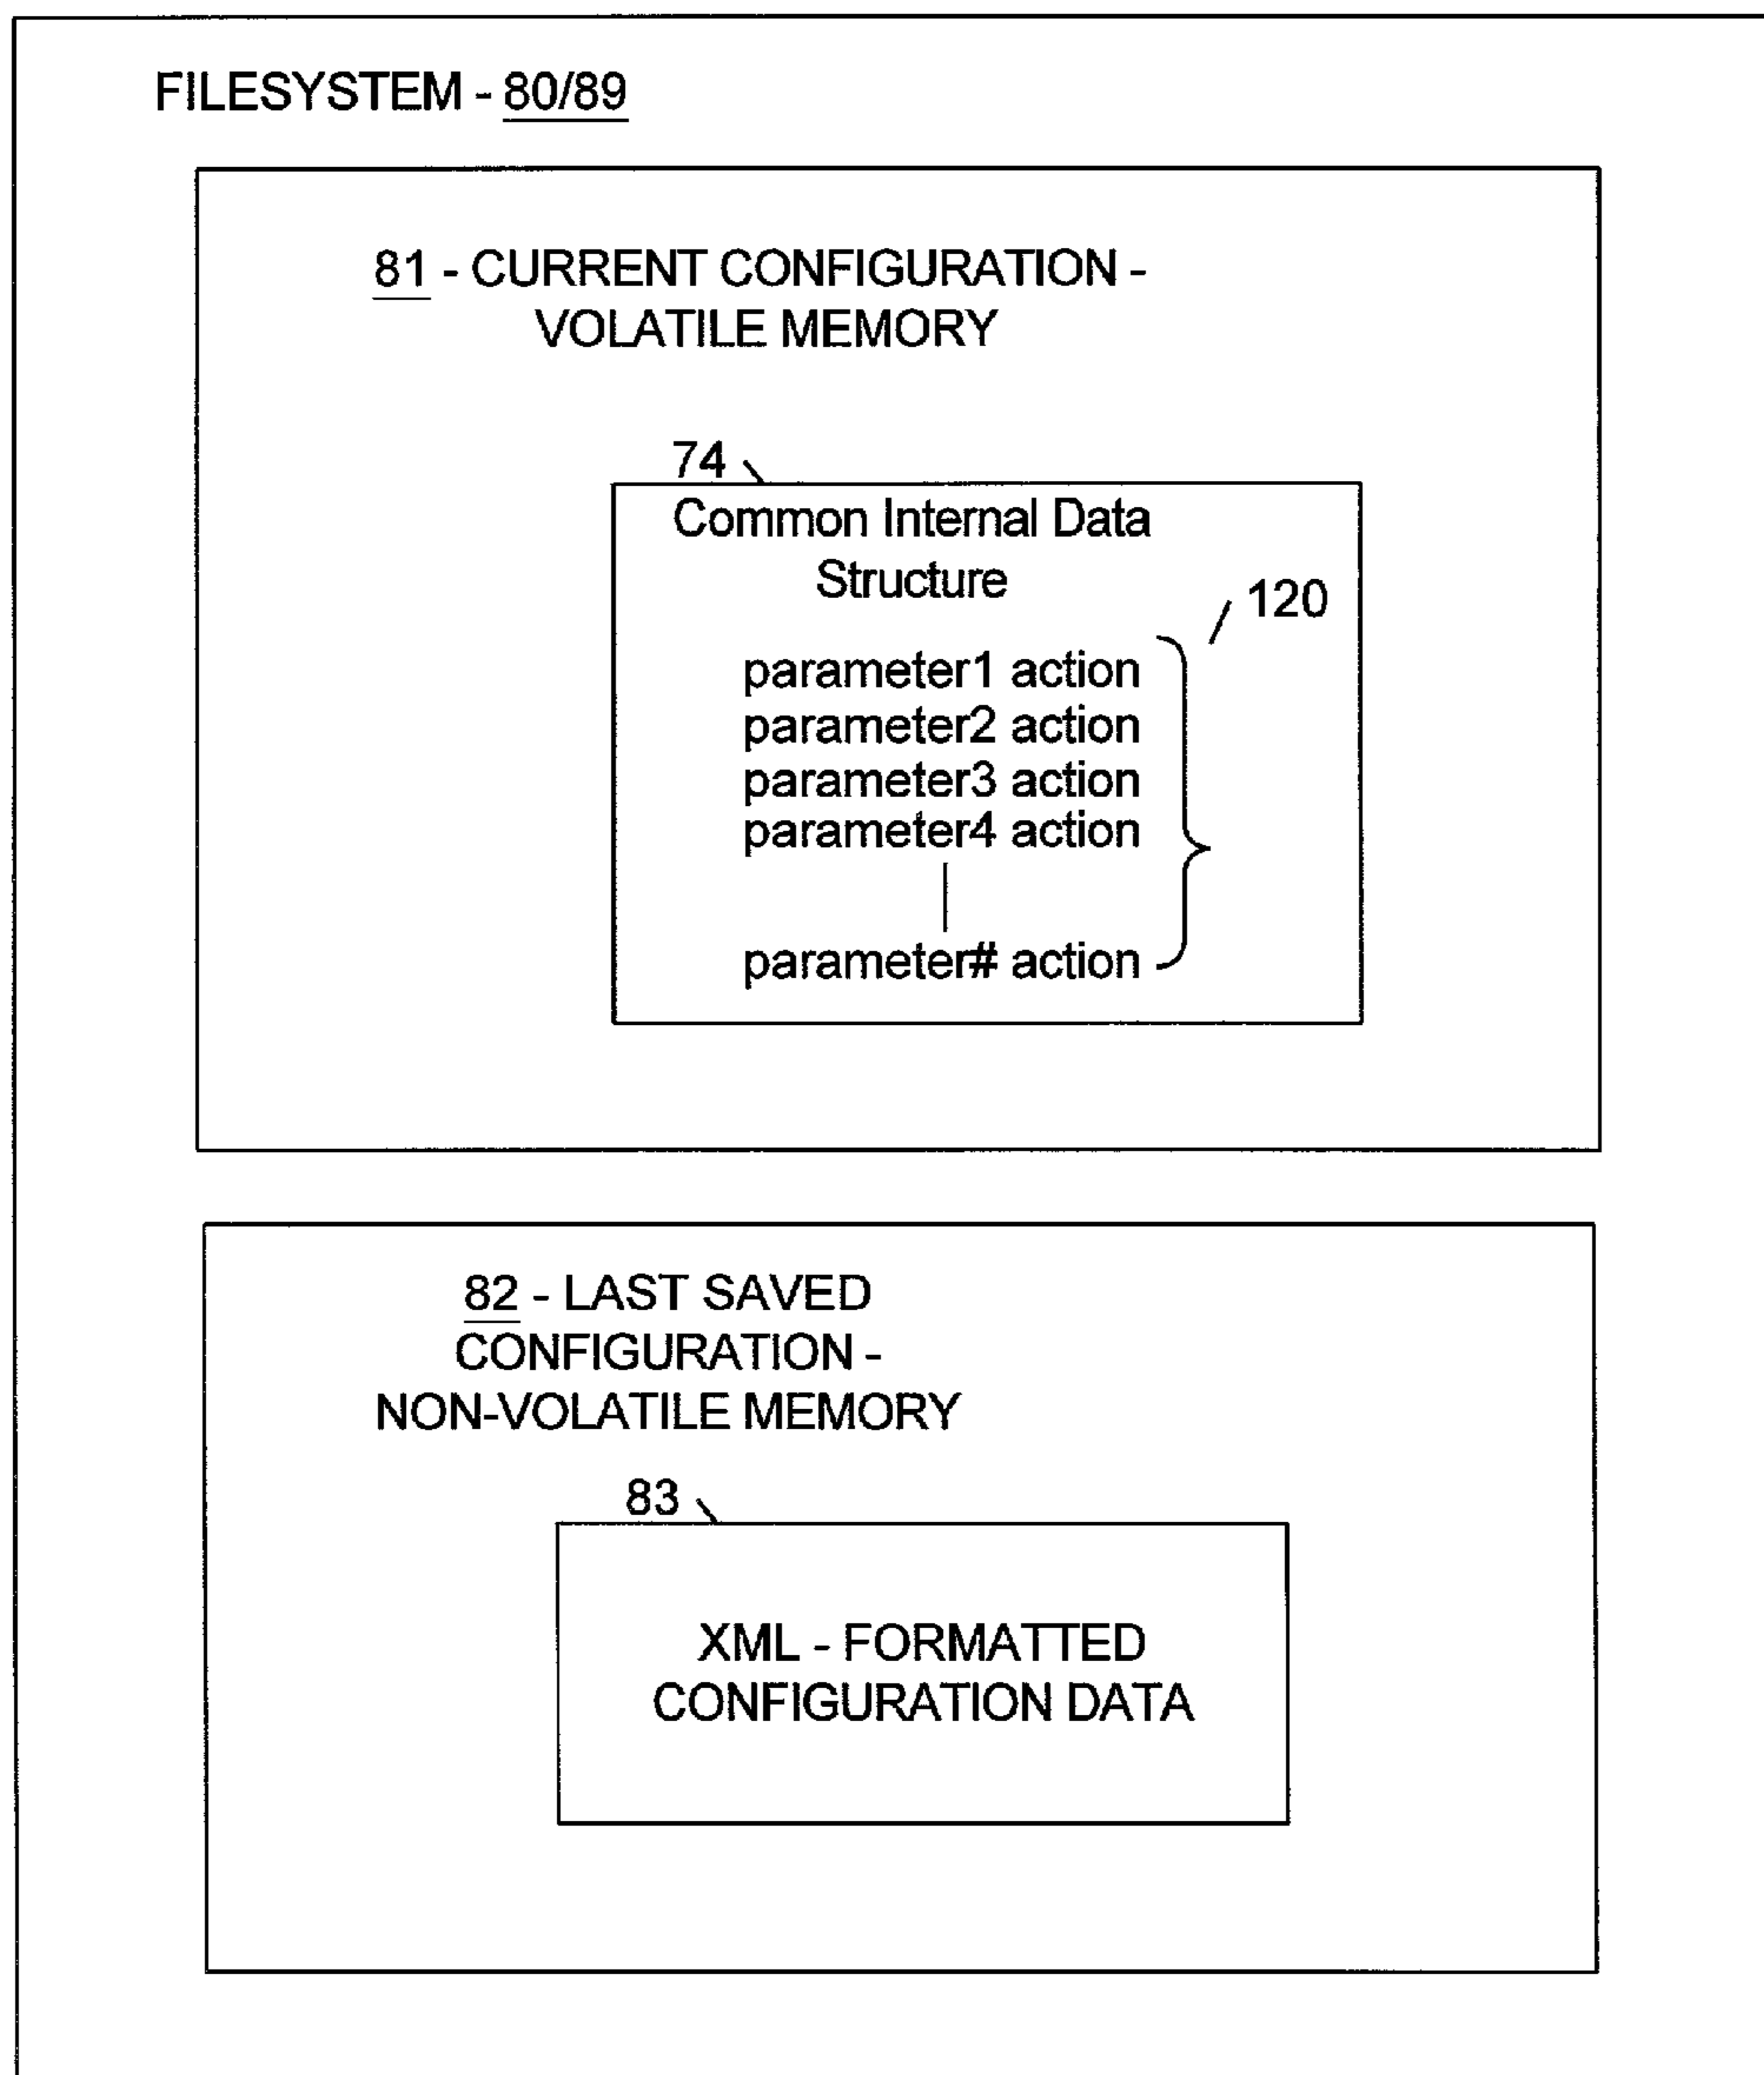 FILESYSTEM - 80/89
81 - CURRENT CONFIGURATION -
VOLATILE MEMORY
74
Common Internal Data
Structure
120
parameter1 action
parameter2 action
parameter3 action
parameter4 action
parameter# action
82 - LAST SAVED
CONFIGURATION -
NON-VOLATILE MEMORY
83
XML - FORMATTED
CONFIGURATION DATA